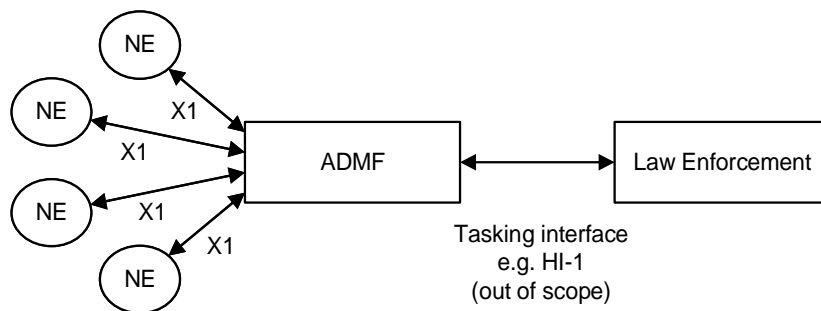 NE
X1
NE
X1
ADMF
Law Enforcement
NE
X1
NE
X1
Tasking interface
e.g. HI-1
(out of scope)